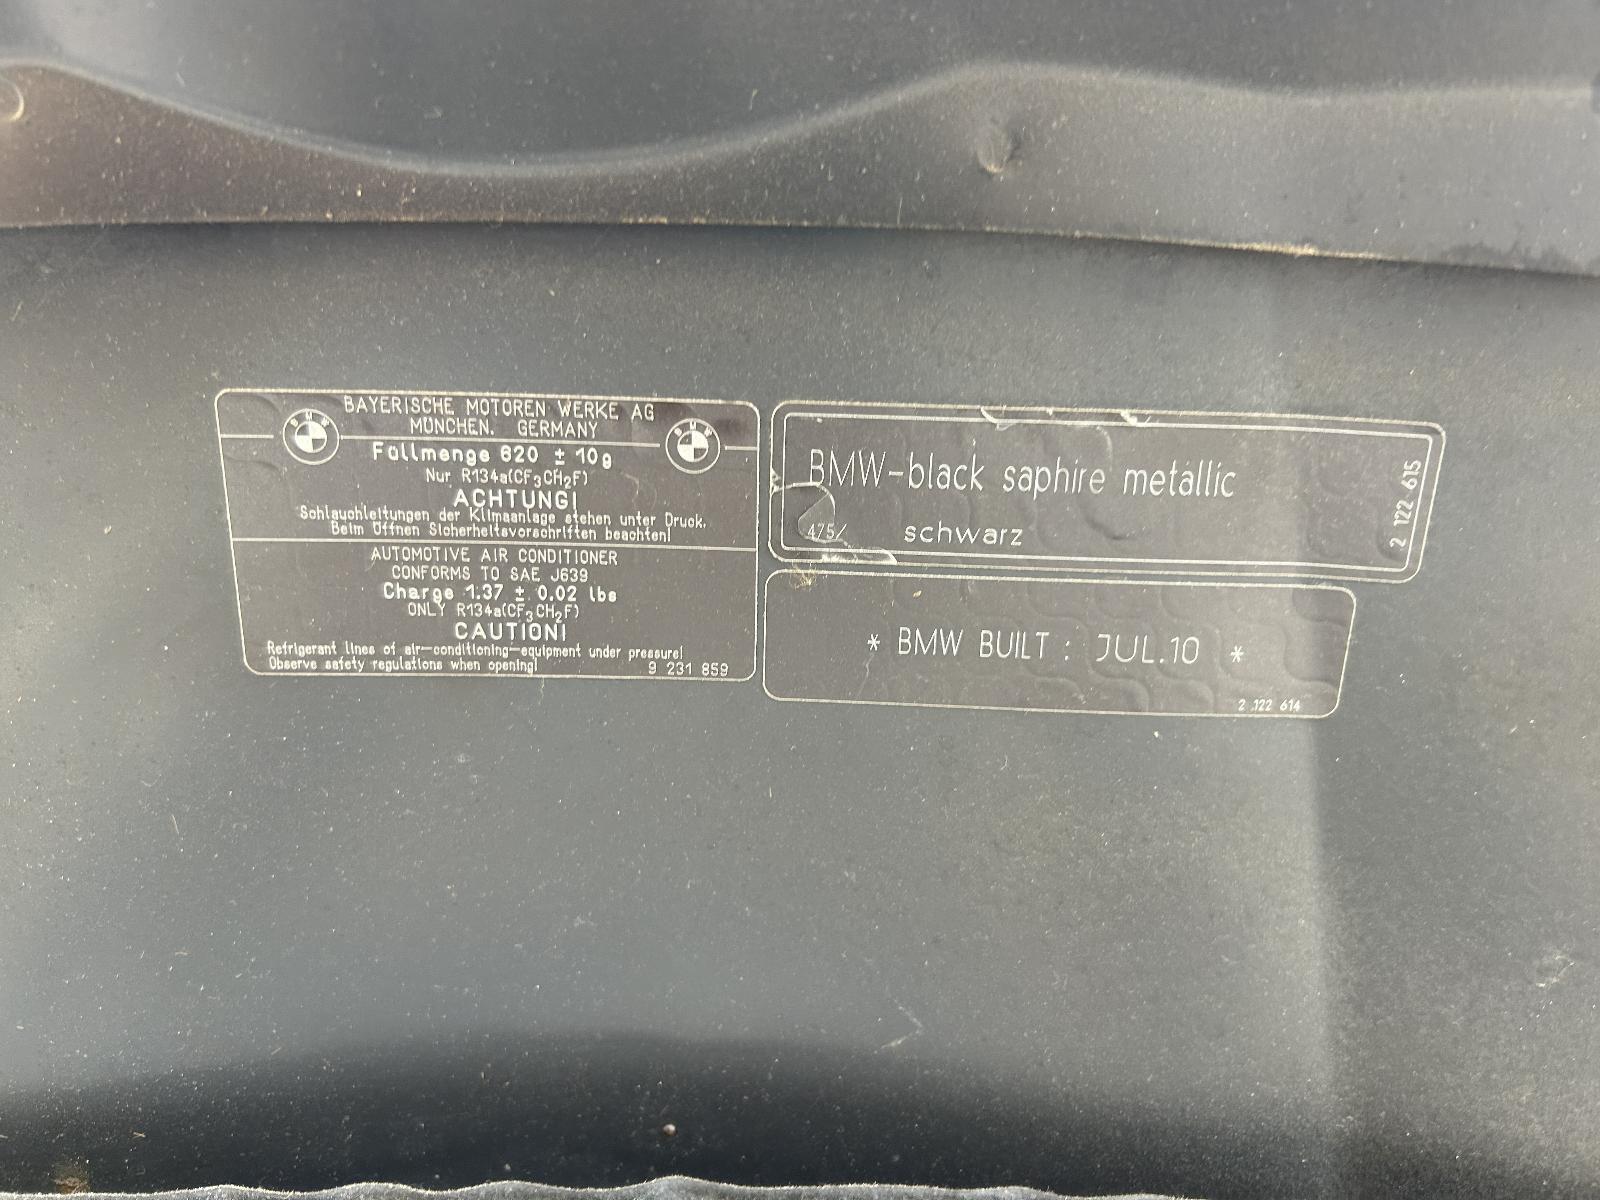 BAYERISCHE MOTOREN WERKE AG
MÜNCHEN. GERMANY
Füllmenge 620 ± 10g
Nur R134a(CF3CH2F)
ACHTUNG!
Schlauchleitungen der Klimaanlage stehen unter Druck.
Beim Öffnen Sicherheitsvorschriften beachten!
AUTOMOTIVE AIR CONDITIONER
CONFORMS TO SAE J639
Charge 1.37 ± 0.02 lbs
ONLY R134a(CF3CH2F)
CAUTION!
Refrigerant lines of air-conditioning-equipment under pressure!
Observe safety regulations when opening!
9 231 859
BMW-black saphire metallic
475/ schwarz
2 122 615
* BMW BUILT : JUL.10 *
2 122 614
BMW
BMW